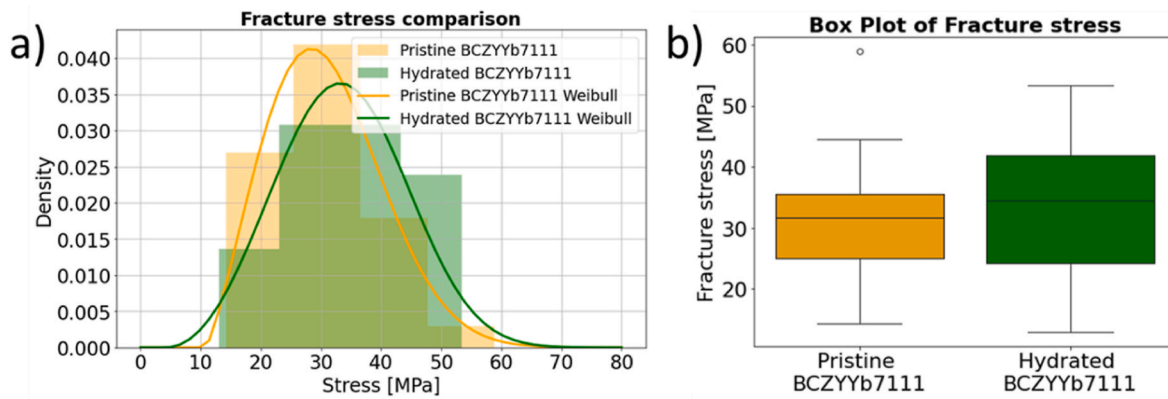 a)
Fracture stress comparison
Pristine BCZYYb7111
Hydrated BCZYYb7111
Pristine BCZYYb7111 Weibull
Hydrated BCZYYb7111 Weibull
0.040
0.035
0.030
0.025
0.020
0.015
0.010
0.005
0.000
Density
0 10 20 30 40 50 60 70 80
Stress [MPa]
b)
Box Plot of Fracture stress
60
50
40
30
20
Fracture stress [MPa]
Pristine Hydrated
BCZYYb7111 BCZYYb7111